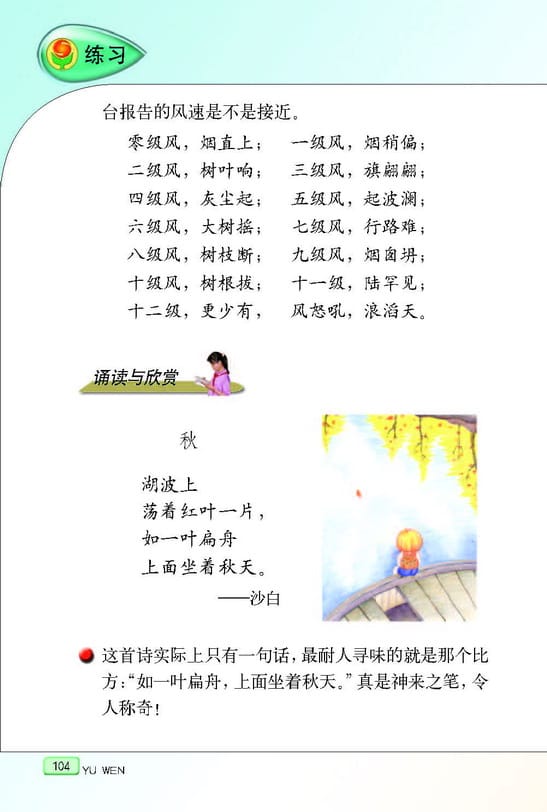 练习
台报告的风速是不是接近。
零级风，烟直上； 一级风，烟稍偏；
二级风，树叶响； 三级风，旗翩翩；
四级风，灰尘起； 五级风，起波澜；
六级风，大树摇； 七级风，行路难；
八级风，树枝断； 九级风，烟囱坍；
十级风，树根拔； 十一级，陆罕见；
十二级，更少有， 风怒吼，浪滔天。
诵读与欣赏
秋
湖波上
荡着红叶一片，
如一叶扁舟
上面坐着秋天。
——沙白
这首诗实际上只有一句话，最耐人寻味的就是那个比
方：“如一叶扁舟，上面坐着秋天。”真是神来之笔，令
人称奇！
104 YU WEN